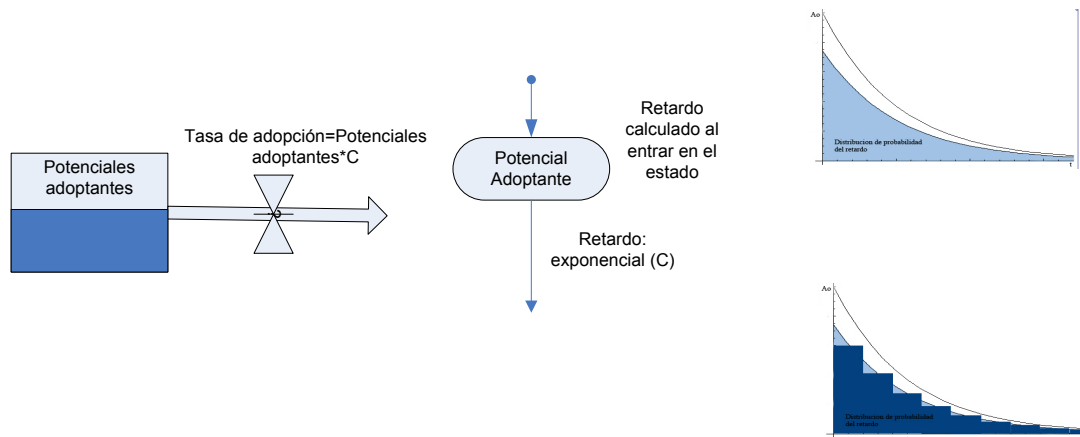 Potenciales
adoptantes
Tasa de adopción=Potenciales
adoptantes*C
Potencial
Adoptante
Retardo
calculado al
entrar en el
estado
Retardo:
exponencial (C)
Ao
Distribucion de probabilidad
del retardo
t
Ao
Distribucion de probabilidad
del retardo